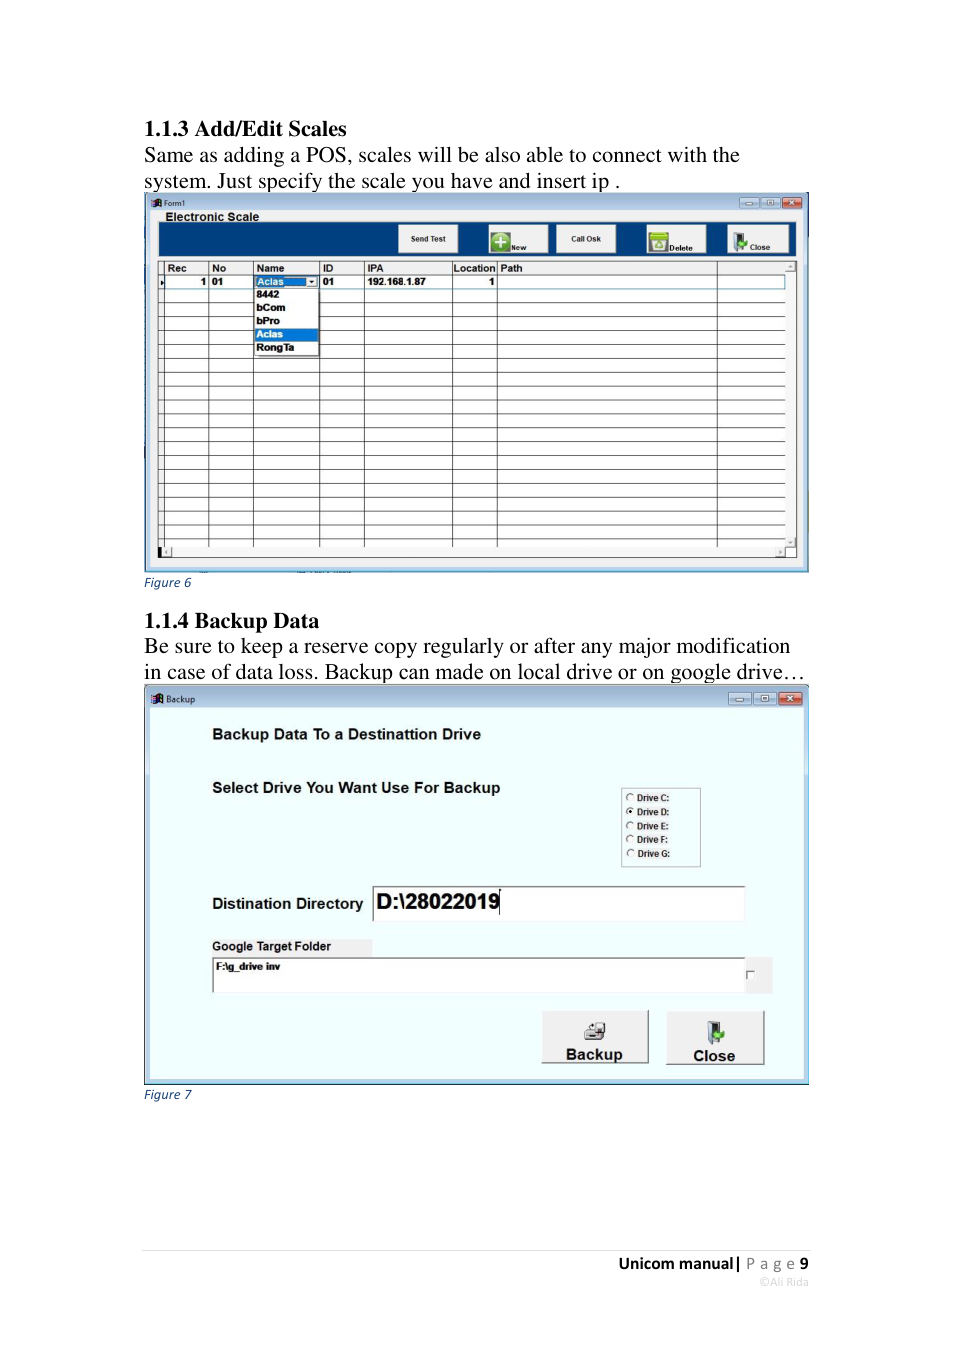 1.1.3 Add/Edit Scales
Same as adding a POS, scales will be also able to connect with the
system. Just specify the scale you have and insert ip .
Form1
Electronic Scale
Send Test New Call Osk Delete Close
Rec No Name ID IPA Location Path
1 01 Aclas 01 192.168.1.87 1
8442
bCom
bPro
Aclas
RongTa
Figure 6
1.1.4 Backup Data
Be sure to keep a reserve copy regularly or after any major modification
in case of data loss. Backup can made on local drive or on google drive…
Backup
Backup Data To a Destinattion Drive
Select Drive You Want Use For Backup
Drive C:
Drive D:
Drive E:
Drive F:
Drive G:
Distination Directory D:\28022019
Google Target Folder
F:\g_drive inv
Backup Close
Figure 7
Unicom manual| P a g e 9
©Ali Rida